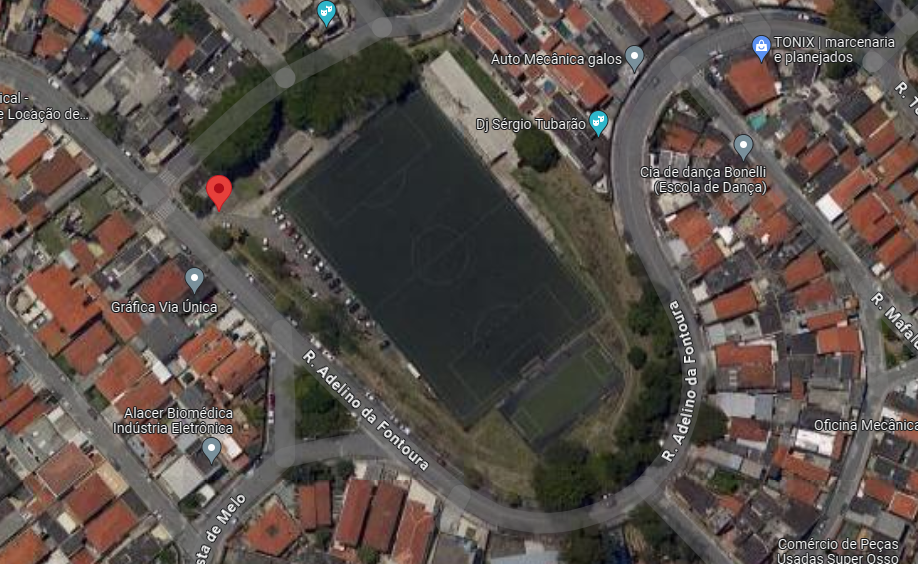 TONIX | marcenaria
e planejados
Auto Mecânica galos
R. T
ical -
e Locação de...
Dj Sérgio Tubarão
Cia de dança Bonelli
(Escola de Dança)
Gráfica Via Única
R. Mafal
R. Adelino da Fontoura
R. Adelino da Fontoura
Alacer Biomédica
Indústria Eletrônica
Oficina Mecânica
sta de Melo
Comércio de Peças
Usadas Super Osso